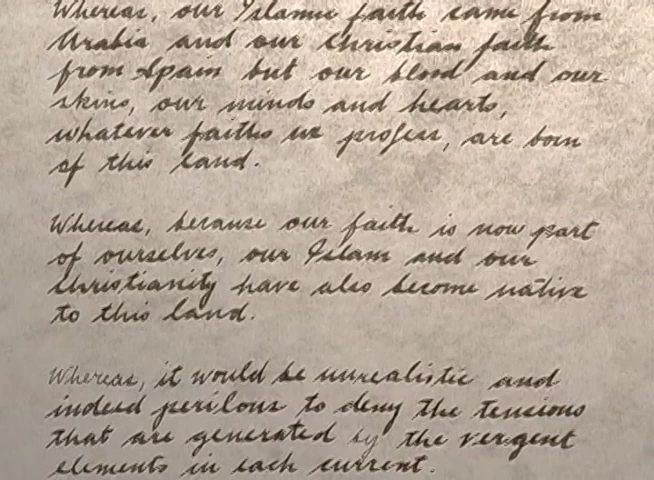 Whereas, our Islamic faith came from
Arabia and our Christian faith
from Spain but our blood and our
skins, our minds and hearts,
whatever faiths we profess, are born
of this land.
Whereas, because our faith is now part
of ourselves, our Islam and our
Christianity have also become native
to this land.
Whereas, it would be unrealistic and
indeed perilous to deny the tensions
that are generated by the vergent
elements in each current.